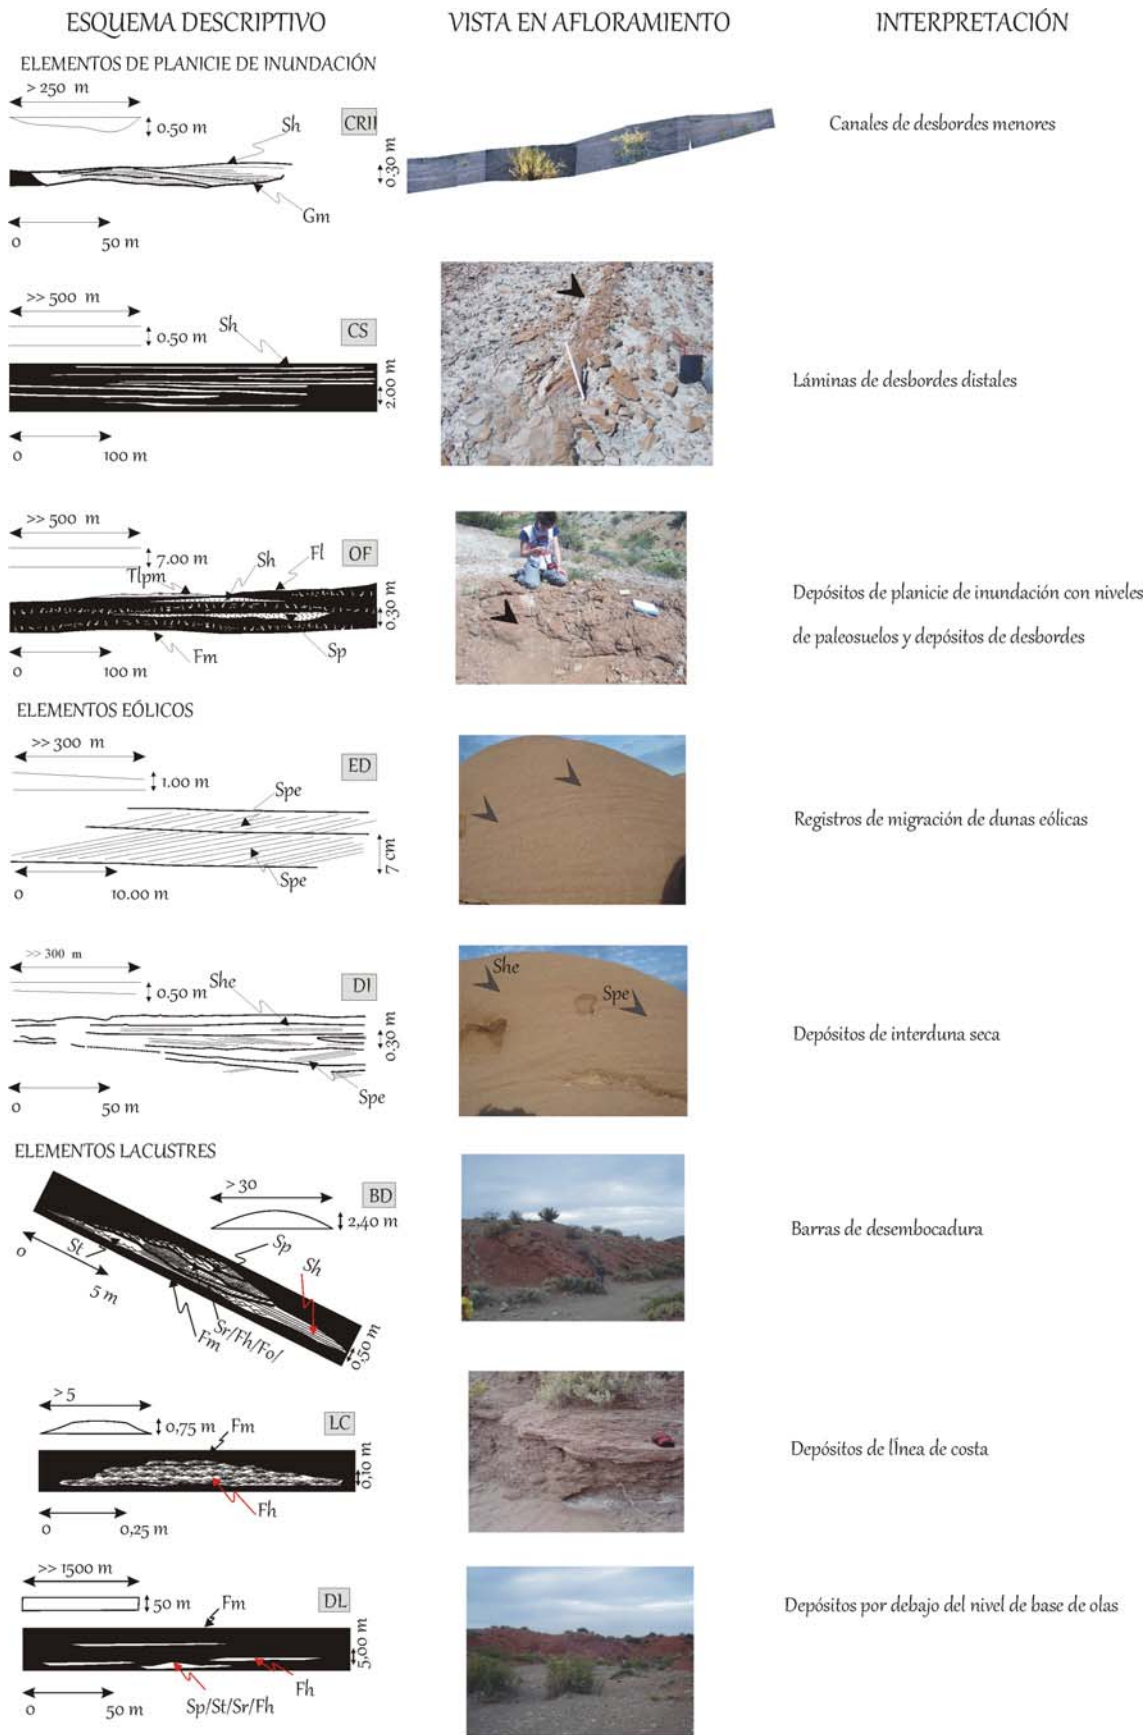 ESQUEMA DESCRIPTIVO
VISTA EN AFLORAMIENTO
INTERPRETACIÓN
ELEMENTOS DE PLANICIE DE INUNDACIÓN
> 250 m
0.50 m
Sh
CRII
0.30 m
Gm
0
50 m
Canales de desbordes menores
>> 500 m
0.50 m
Sh
CS
2.00 m
0
100 m
Láminas de desbordes distales
>> 500 m
7.00 m
OF
Tlpm
Sh
Fl
0.30 m
Fm
Sp
0
100 m
Depósitos de planicie de inundación con niveles
de paleosuelos y depósitos de desbordes
ELEMENTOS EÓLICOS
>> 300 m
1.00 m
ED
Spe
Spe
7 cm
0
10.00 m
Registros de migración de dunas eólicas
>> 300 m
0.50 m
She
DI
0.30 m
Spe
0
50 m
She
Spe
Depósitos de interduna seca
ELEMENTOS LACUSTRES
> 30
BD
2,40 m
St
Sp
Sh
0
5 m
Fm
Sr/Fh/Fo/
0,50 m
Barras de desembocadura
> 5
0,75 m
Fm
LC
0,10 m
Fh
0
0,25 m
Depósitos de línea de costa
>> 1500 m
50 m
Fm
DL
5,00 m
Fh
Sp/St/Sr/Fh
0
50 m
Depósitos por debajo del nivel de base de olas